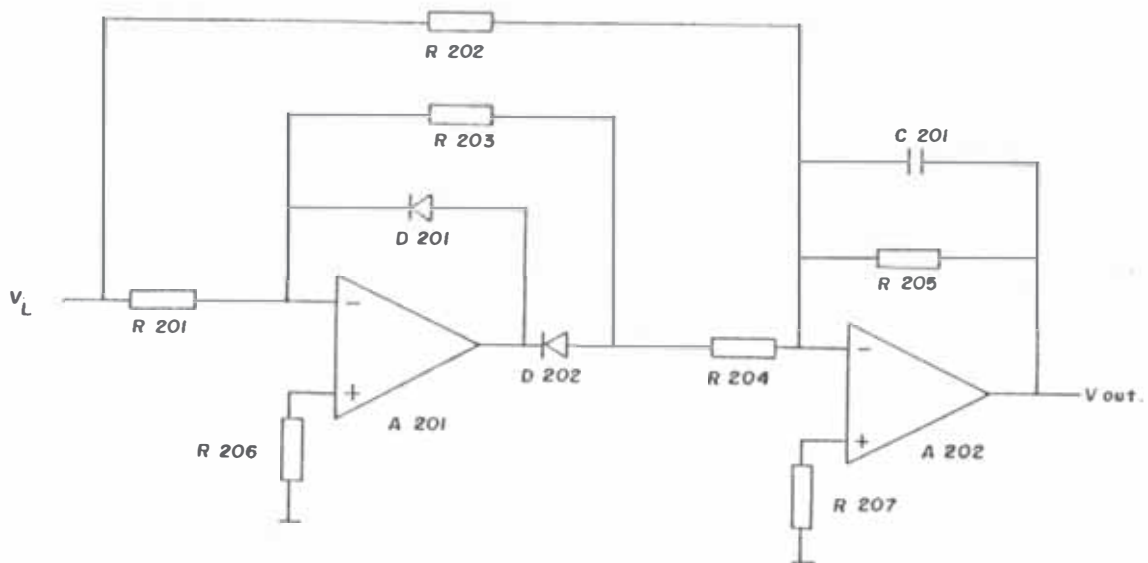 R 202
R 203
C 201
D 201
R 205
V_L
R 201
−
−
D 202
R 204
+
V out.
A 201
+
R 206
A 202
R 207